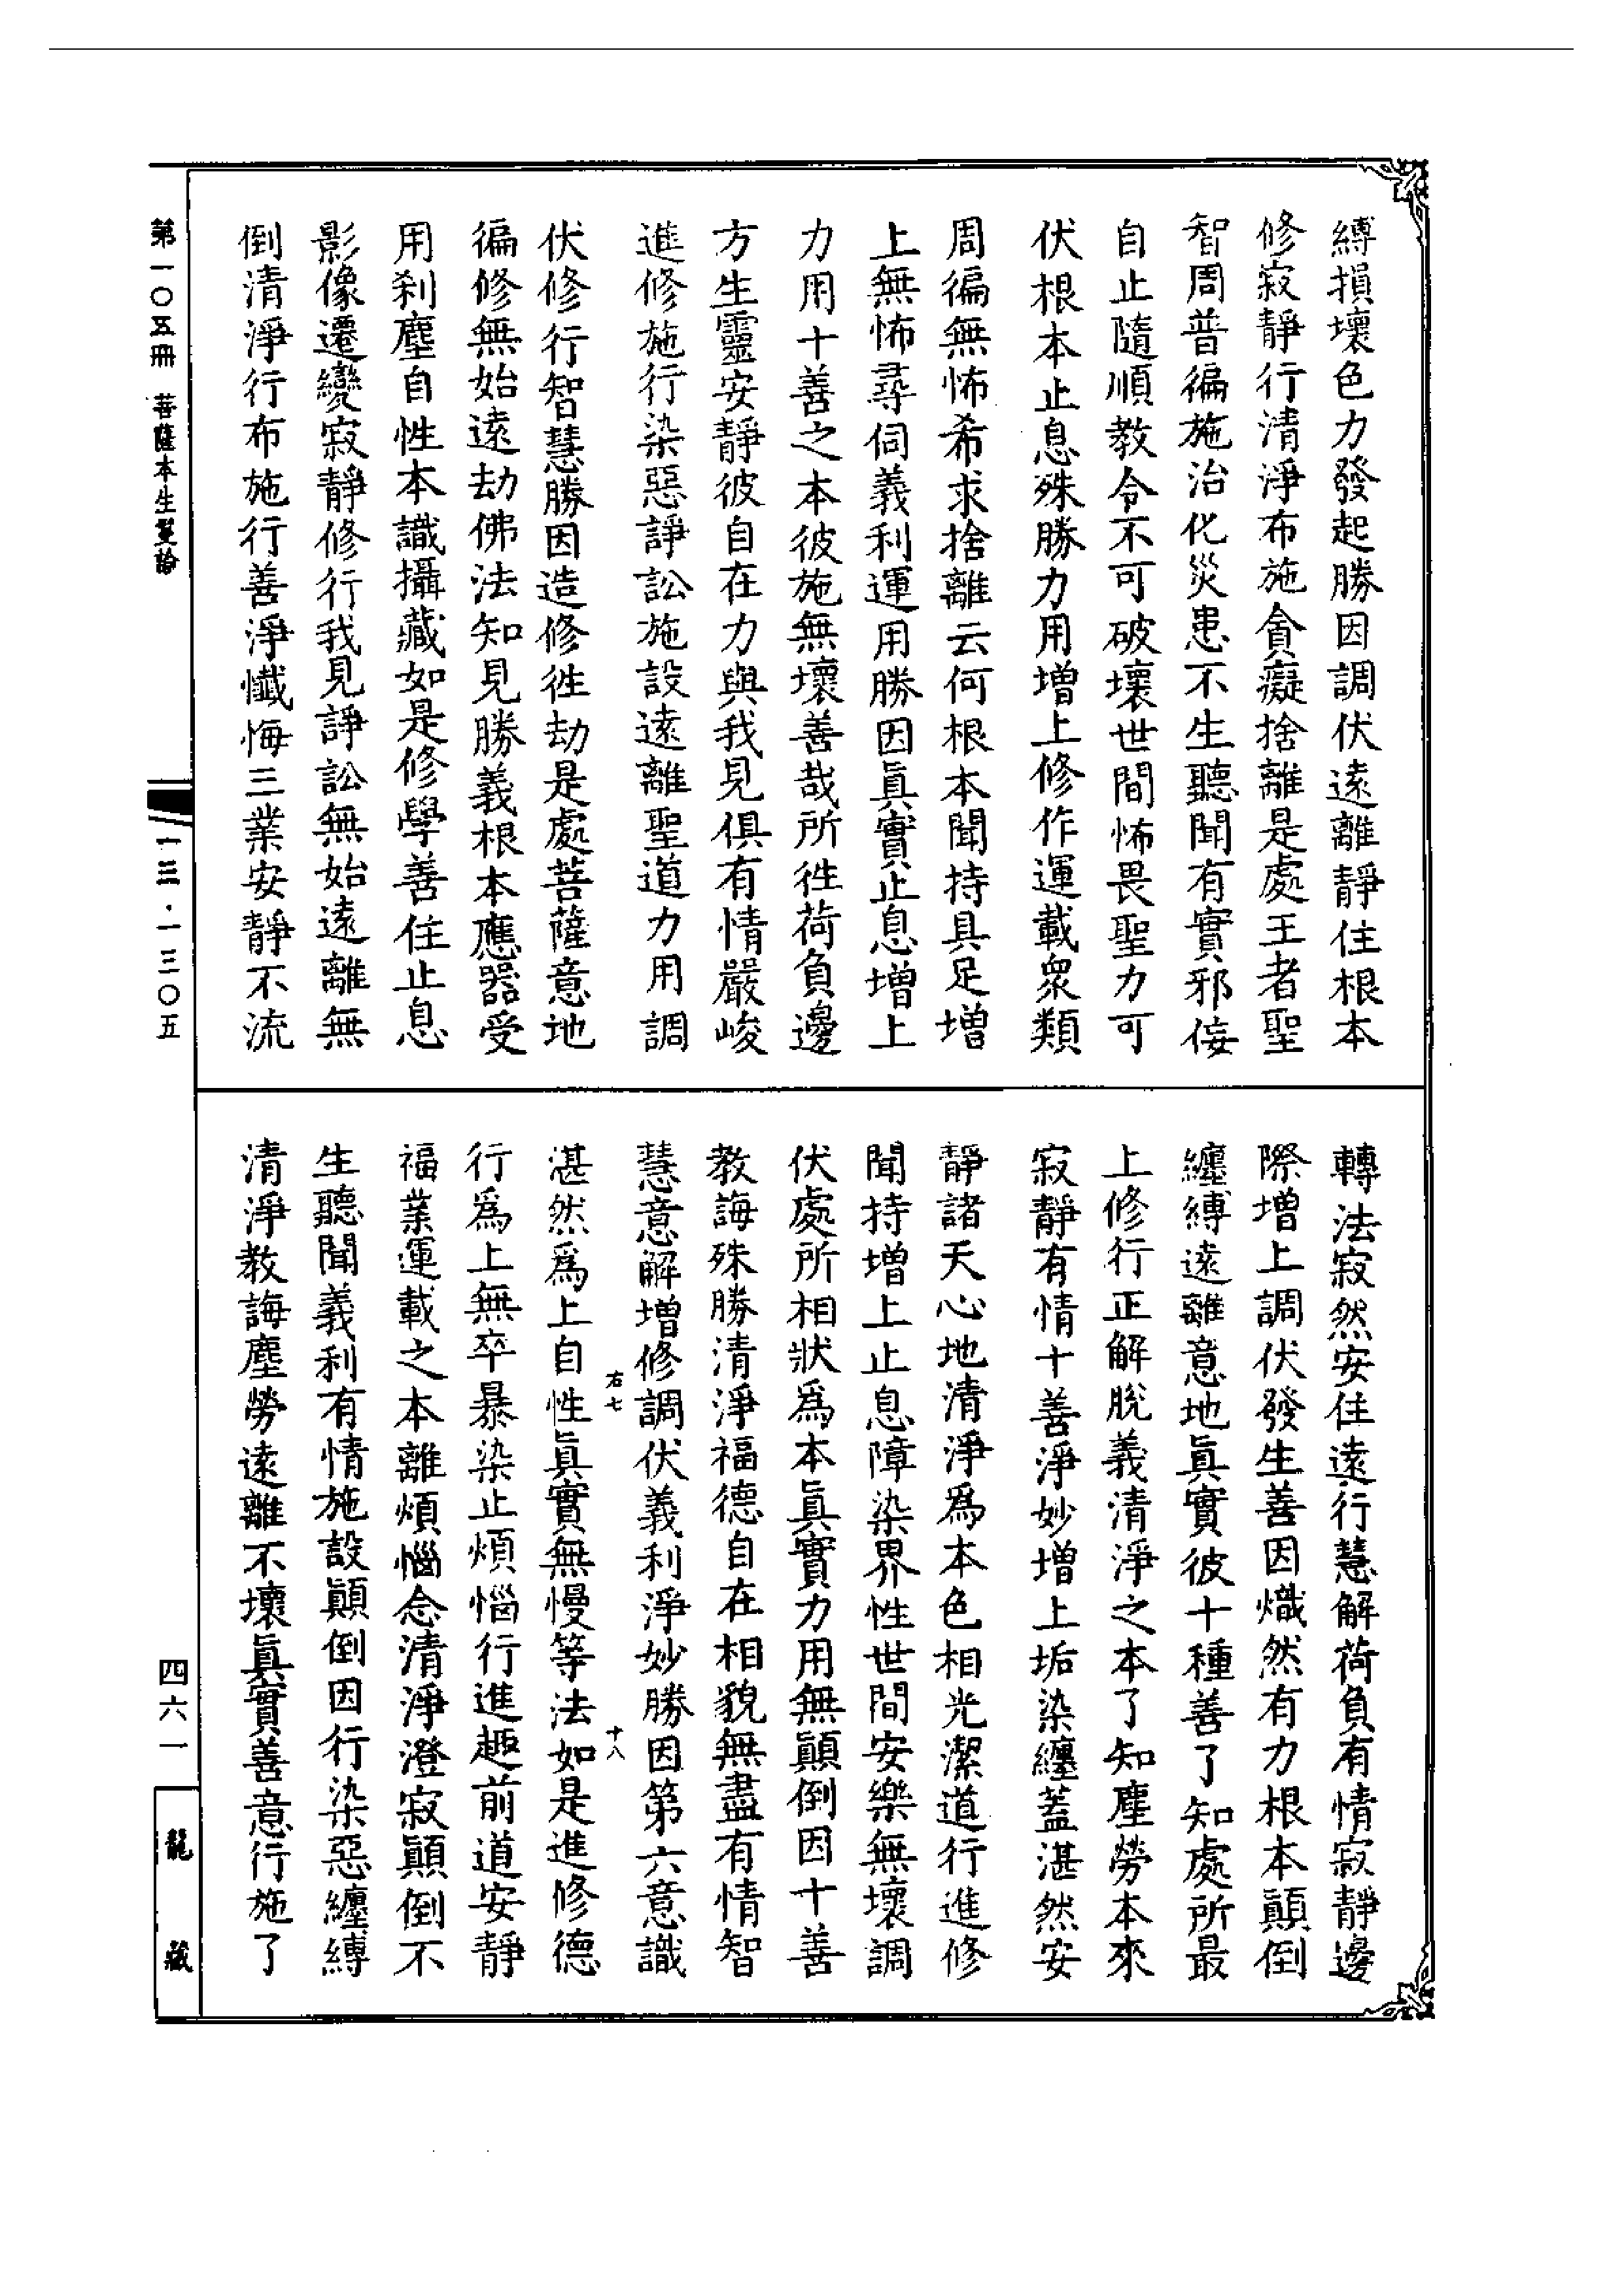 縛損壞色力發起勝因調伏遠離靜住根本
修寂靜行清淨布施貪癡捨離是處王者聖
智周普徧施治化災患不生聽聞有實邪侫
自止隨順教令不可破壞世間怖畏聖力可
伏根本止息殊勝力用增上修作運載衆類
周徧無怖希求捨離云何根本聞持具足增
上無怖尋伺義利運用勝因眞實止息增上
力用十善之本彼施無壞善哉所徃荷負邊
方生靈安靜彼自在力與我見俱有情嚴峻
進修施行染惡諍訟施設遠離聖道力用調
伏修行智慧勝因造修徃劫是處菩薩意地
徧修無始遠劫佛法知見勝義根本應器受
用刹塵自性本識攝藏如是修學善住止息
影像遷變寂靜修行我見諍訟無始遠離無
倒清淨行布施行善淨懺悔三業安靜不流
轉法寂然安住遠行慧解荷負有情寂靜邊
際增上調伏發生善因熾然有力根本顚倒
纏縛遠離意地眞實彼十種善了知處所最
上修行正解脫義清淨之本了知塵勞本來
寂靜有情十善淨妙增上垢染纏蓋湛然安
靜諸天心地清淨爲本色相光潔道行進修
聞持增上止息障染界性世間安樂無壞調
伏處所相狀爲本眞實力用無顚倒因十善
教誨殊勝清淨福德自在相貌無盡有情智
慧意解增修調伏義利淨妙勝因第六意識
右七 十八
湛然爲上自性眞實無慢等法如是進修德
行爲上無卒暴染止煩惱行進趣前道安靜
福業運載之本離煩惱念清淨澄寂顚倒不
生聽聞義利有情施設顚倒因行染惡纏縛
清淨教誨塵勞遠離不壞眞實善意行施了
第一〇五冊 菩薩本生鬘論
一三·一三〇五
四六一
龍藏